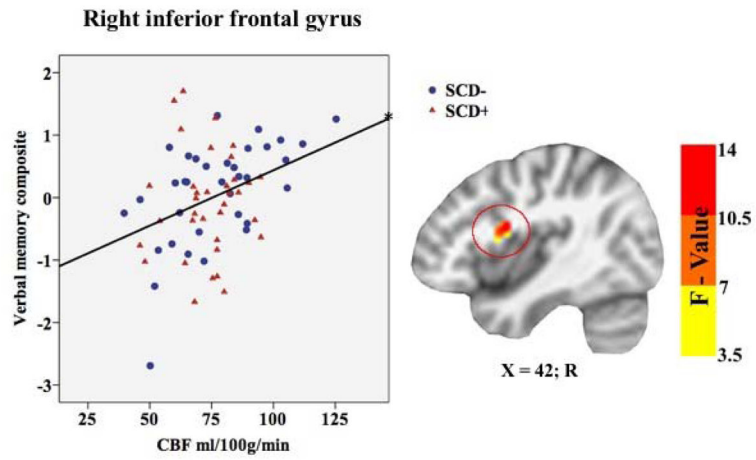 Right inferior frontal gyrus
Verbal memory composite
2
1
0
-1
-2
-3
25 50 75 100 125
CBF ml/100g/min
*
SCD-
SCD+
X = 42; R
14
10.5
7
3.5
F - Value